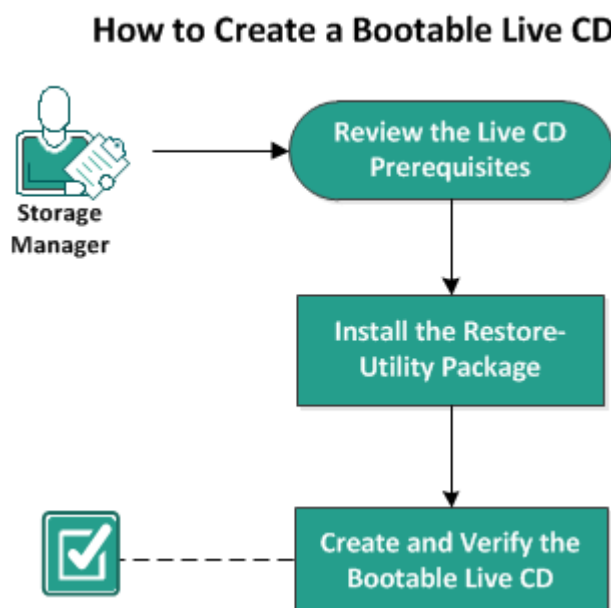 How to Create a Bootable Live CD
Review the Live CD
Prerequisites
Storage
Manager
Install the Restore-
Utility Package
Create and Verify the
Bootable Live CD